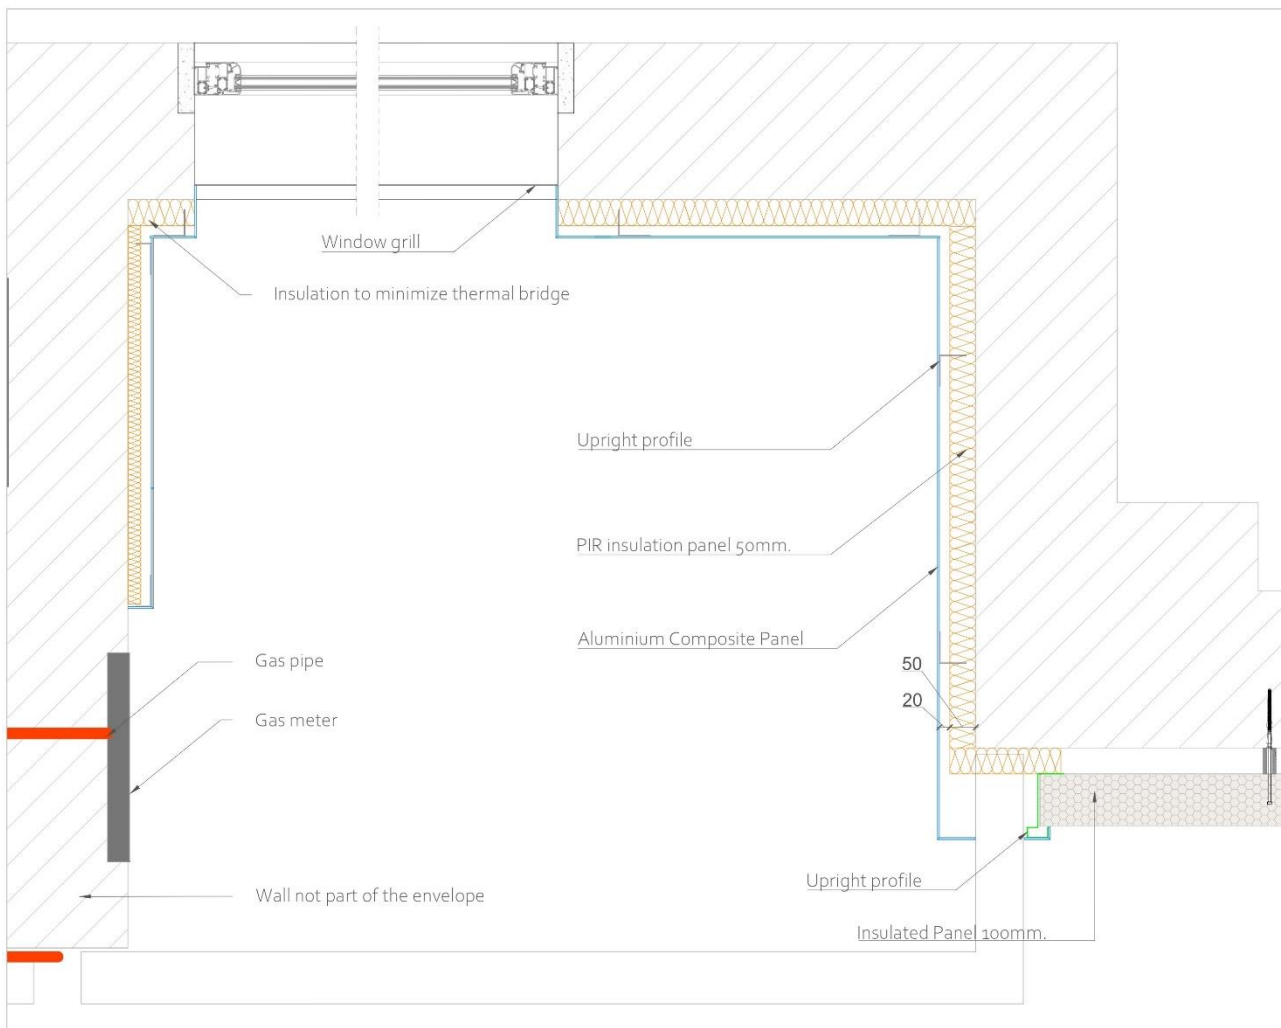 Window grill
Insulation to minimize thermal bridge
Upright profile
PIR insulation panel 50mm.
Aluminium Composite Panel
50
20
Gas pipe
Gas meter
Upright profile
Wall not part of the envelope
Insulated Panel 100mm.